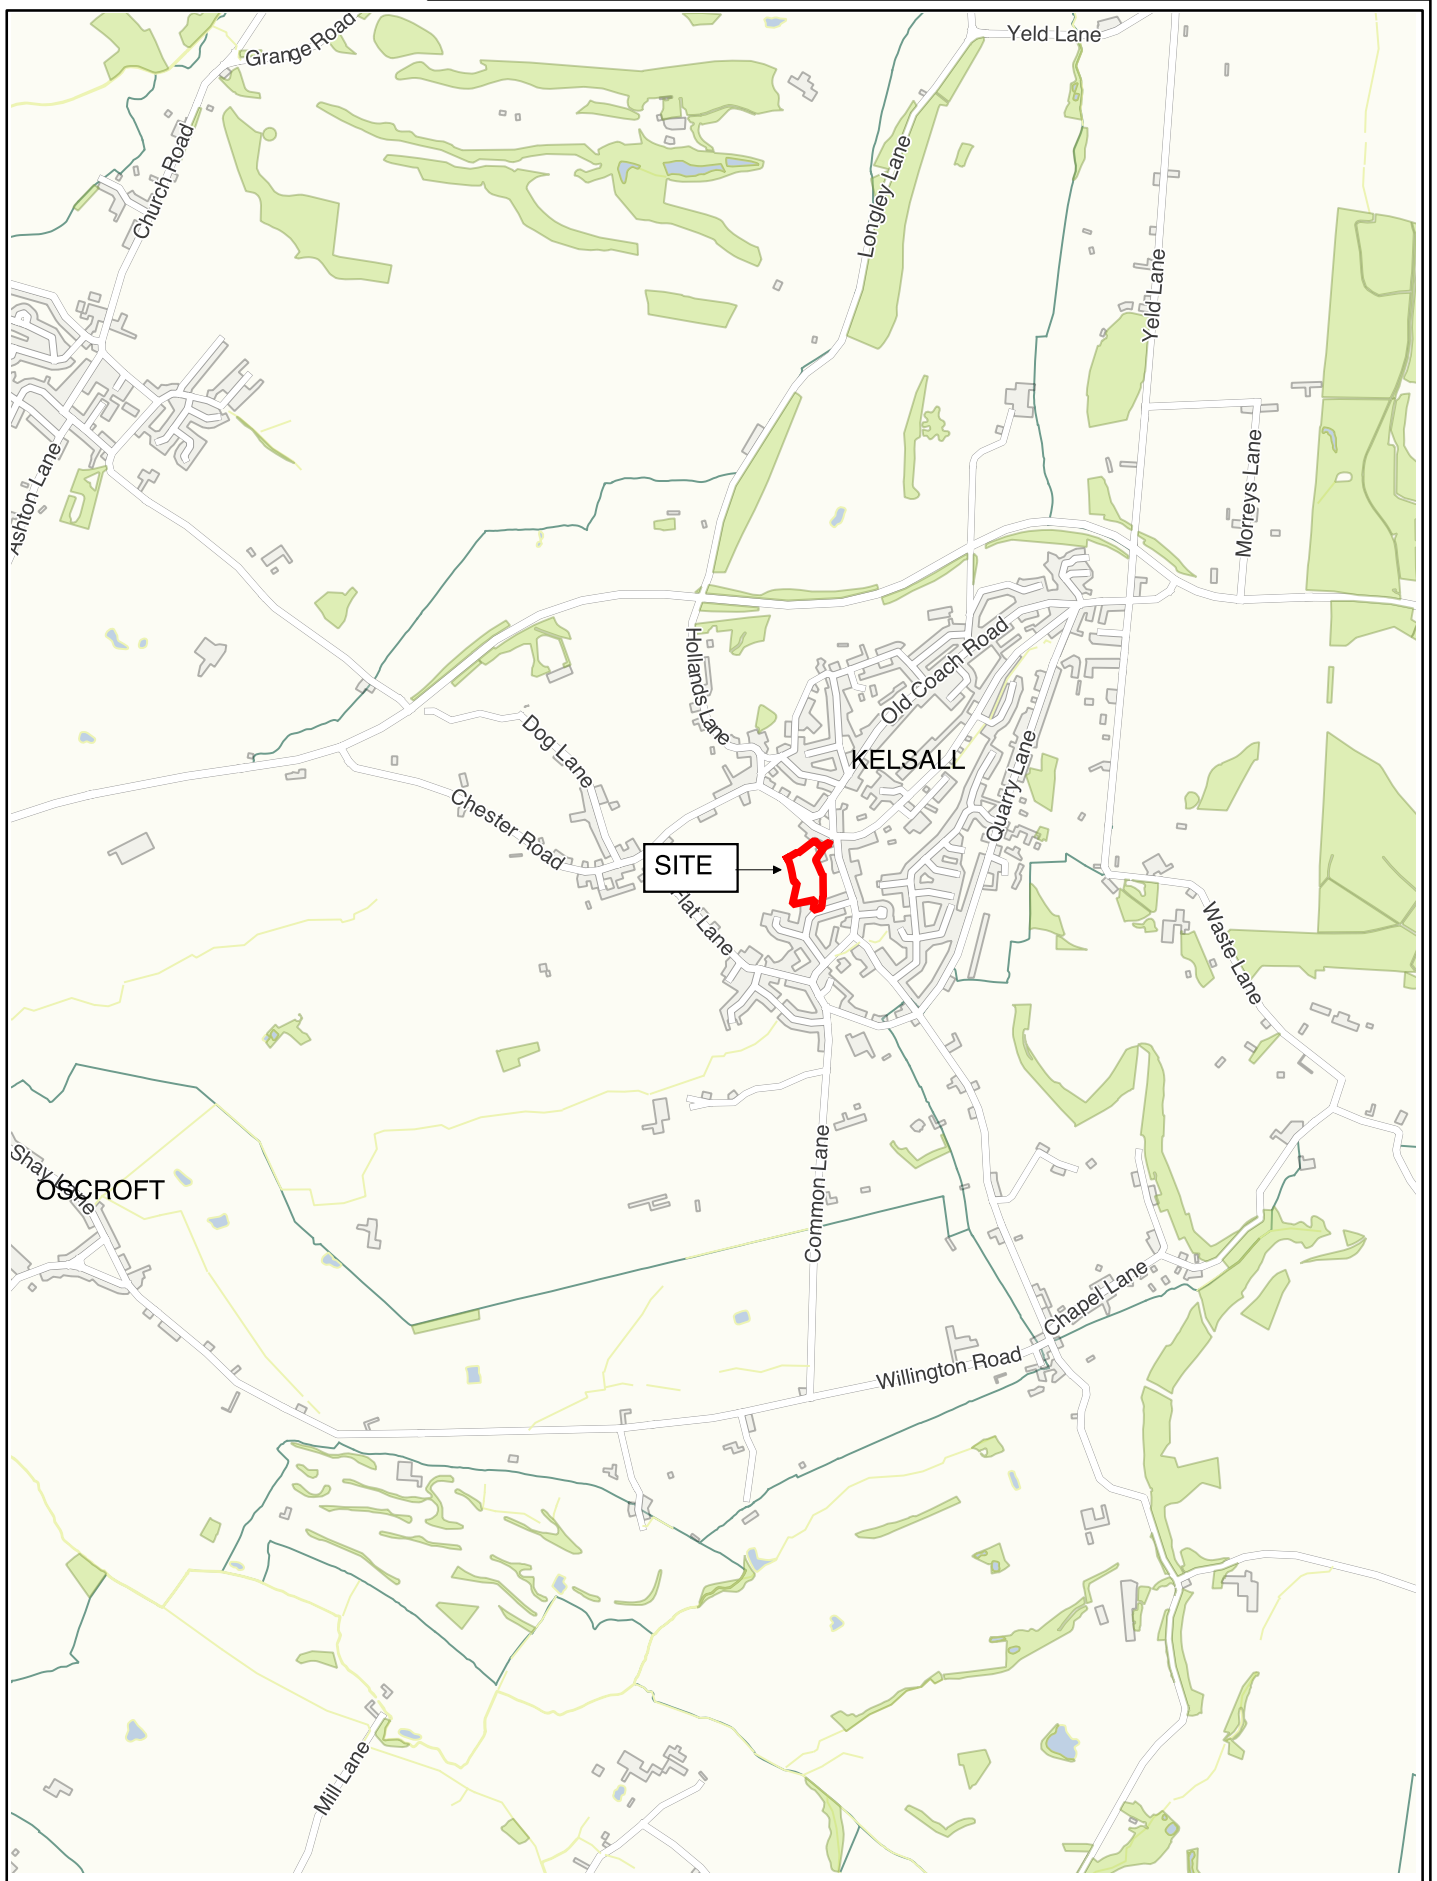 Yeld Lane
Grange Road
Church Road
Longley Lane
Yeld Lane
Ashton Lane
Morreys Lane
Hollands Lane
Old Coach Road
Dog Lane
KELSALL
Quarry Lane
Chester Road
SITE
Flat Lane
Waste Lane
Shay Lane
OSCROFT
Common Lane
Chapel Lane
Willington Road
Mill Lane